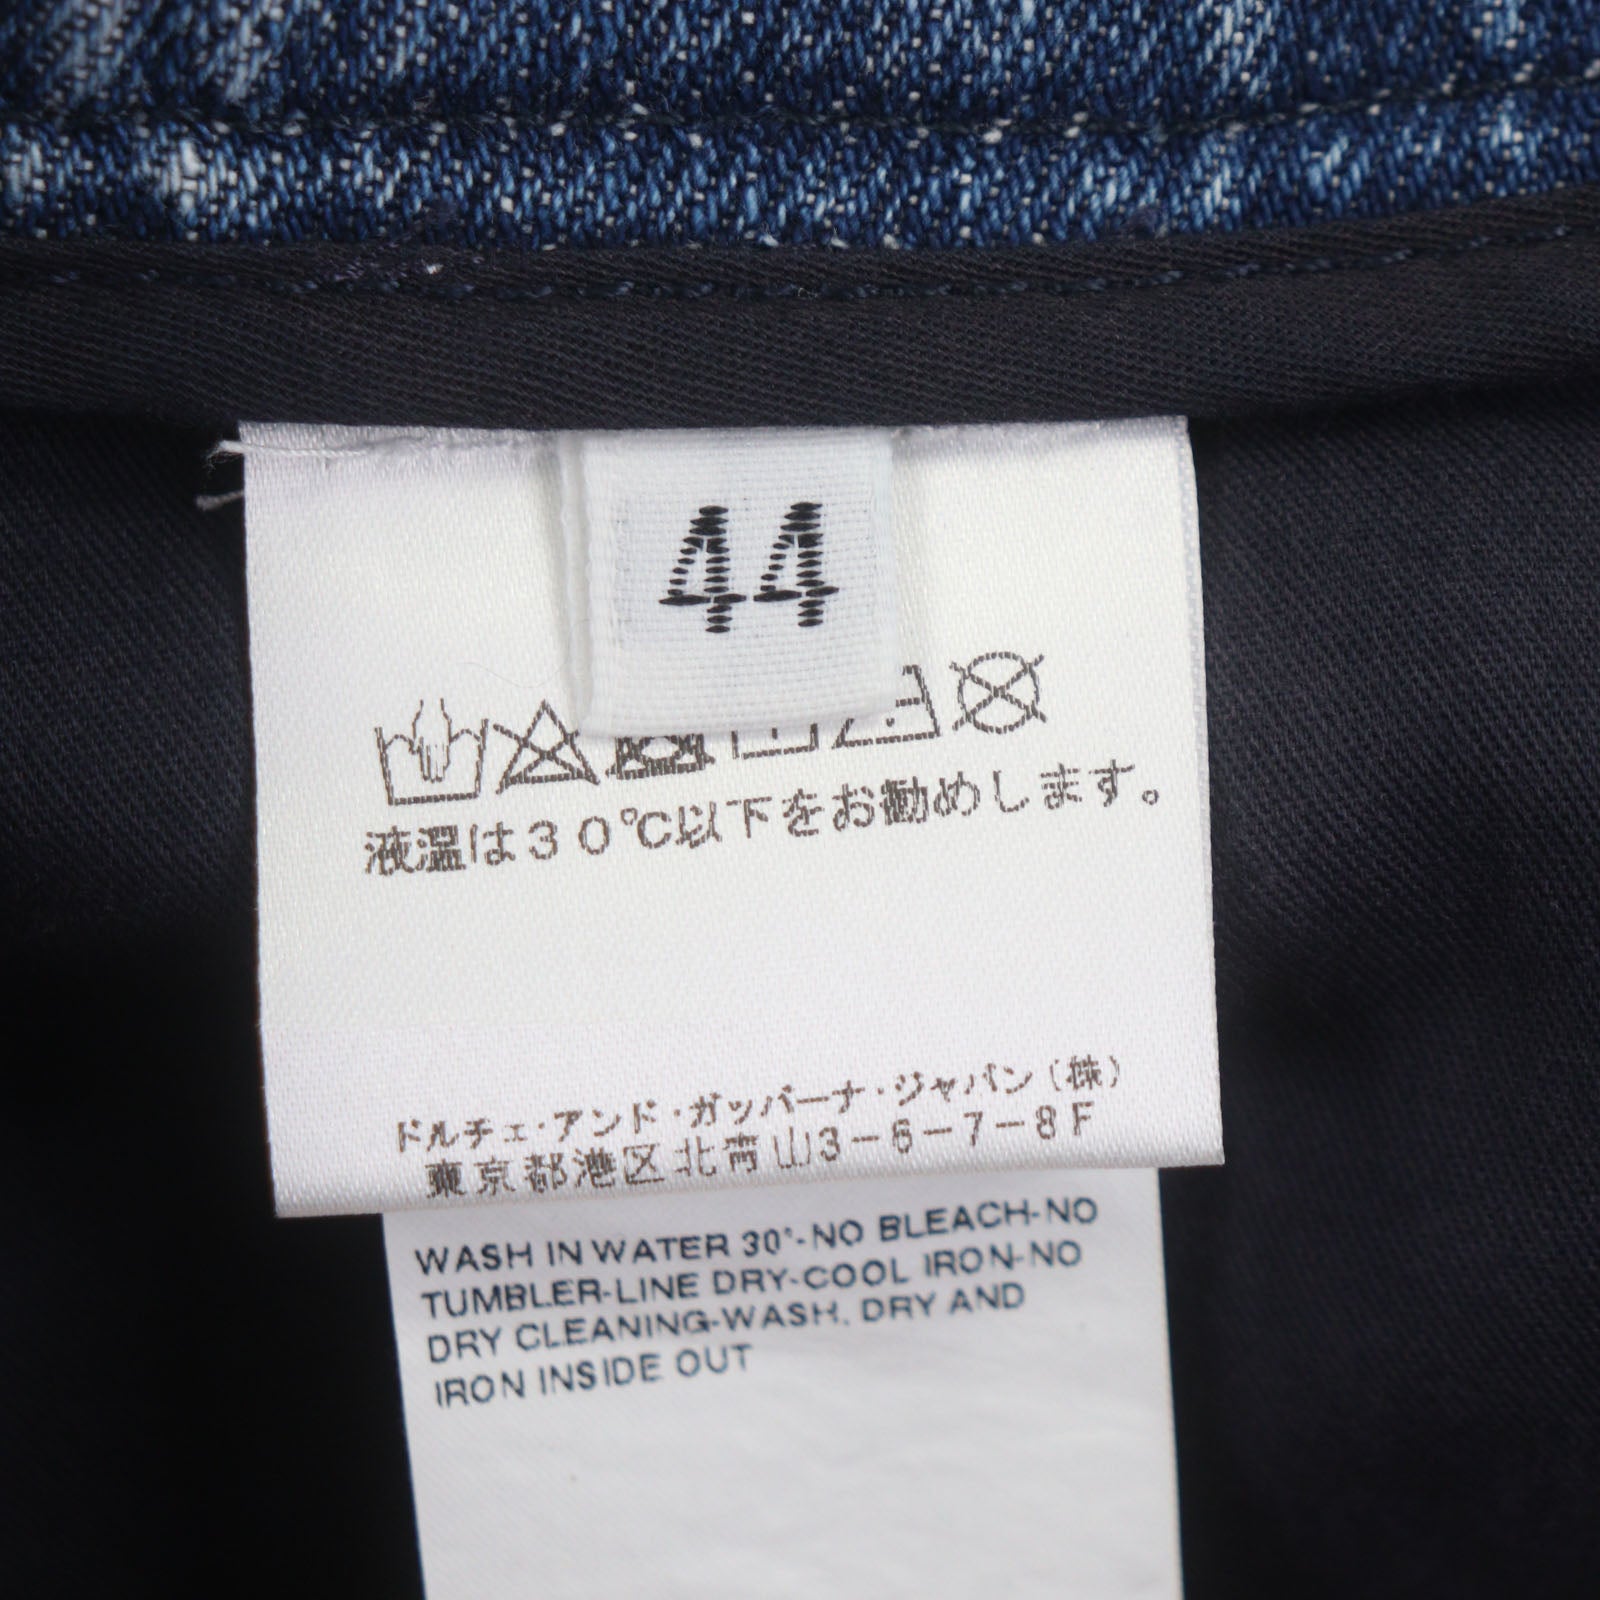 44
液温は30℃以下をお勧めします。
ドルチェ・アンド・ガッバーナ・ジャパン(株)
東京都港区北青山3-6-7-8F
WASH IN WATER 30°-NO BLEACH-NO
TUMBLER-LINE DRY-COOL IRON-NO
DRY CLEANING-WASH, DRY AND
IRON INSIDE OUT